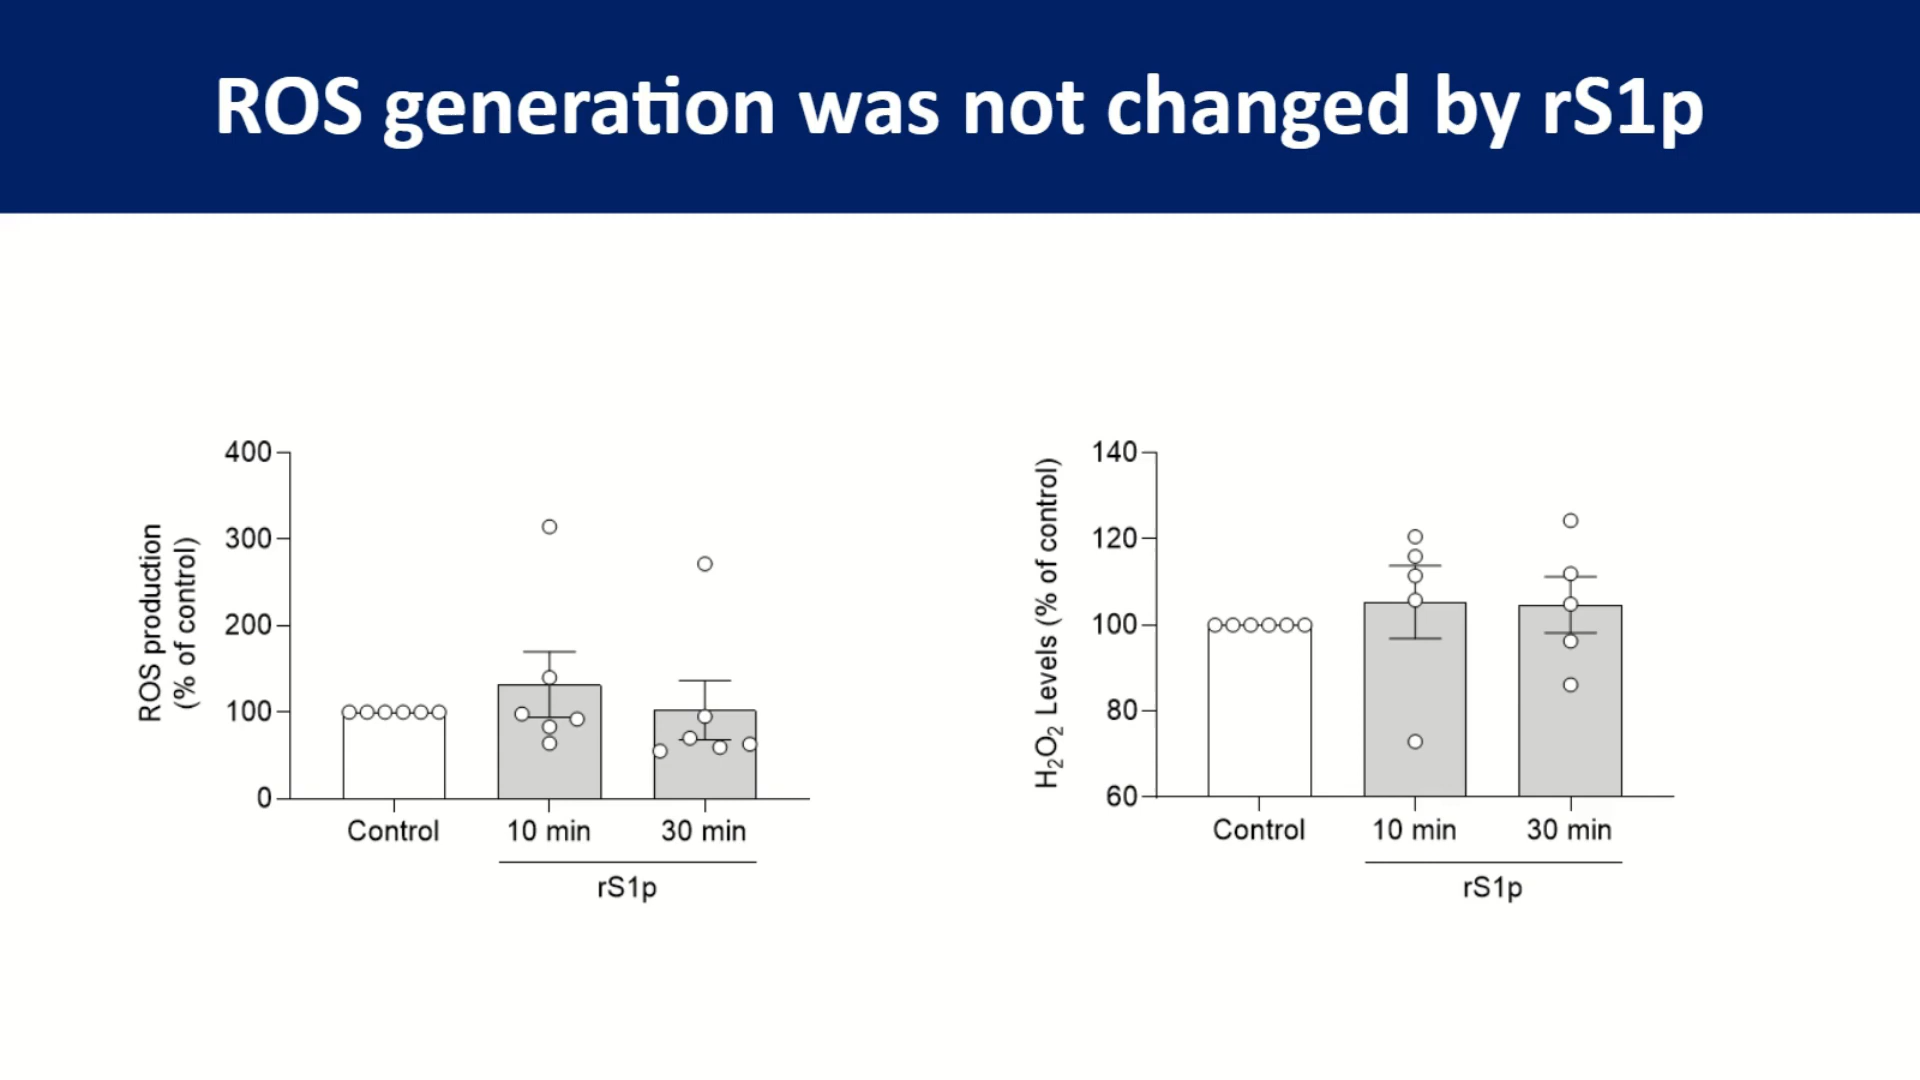 ROS generation was not changed by rS1p
ROS production
(% of control)
400
300
200
100
0
Control
10 min
30 min
rS1p
H₂O₂ Levels (% of control)
140
120
100
80
60
Control
10 min
30 min
rS1p